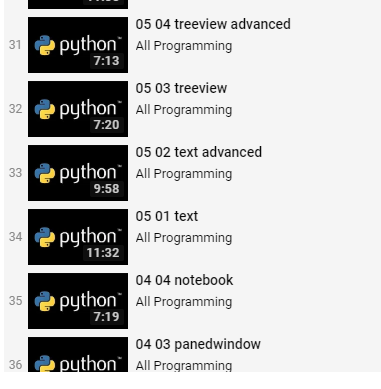 31
python™
7:13
05 04 treeview advanced
All Programming
32
python™
7:20
05 03 treeview
All Programming
33
python™
9:58
05 02 text advanced
All Programming
34
python™
11:32
05 01 text
All Programming
35
python™
7:19
04 04 notebook
All Programming
36
python™
04 03 panedwindow
All Programming